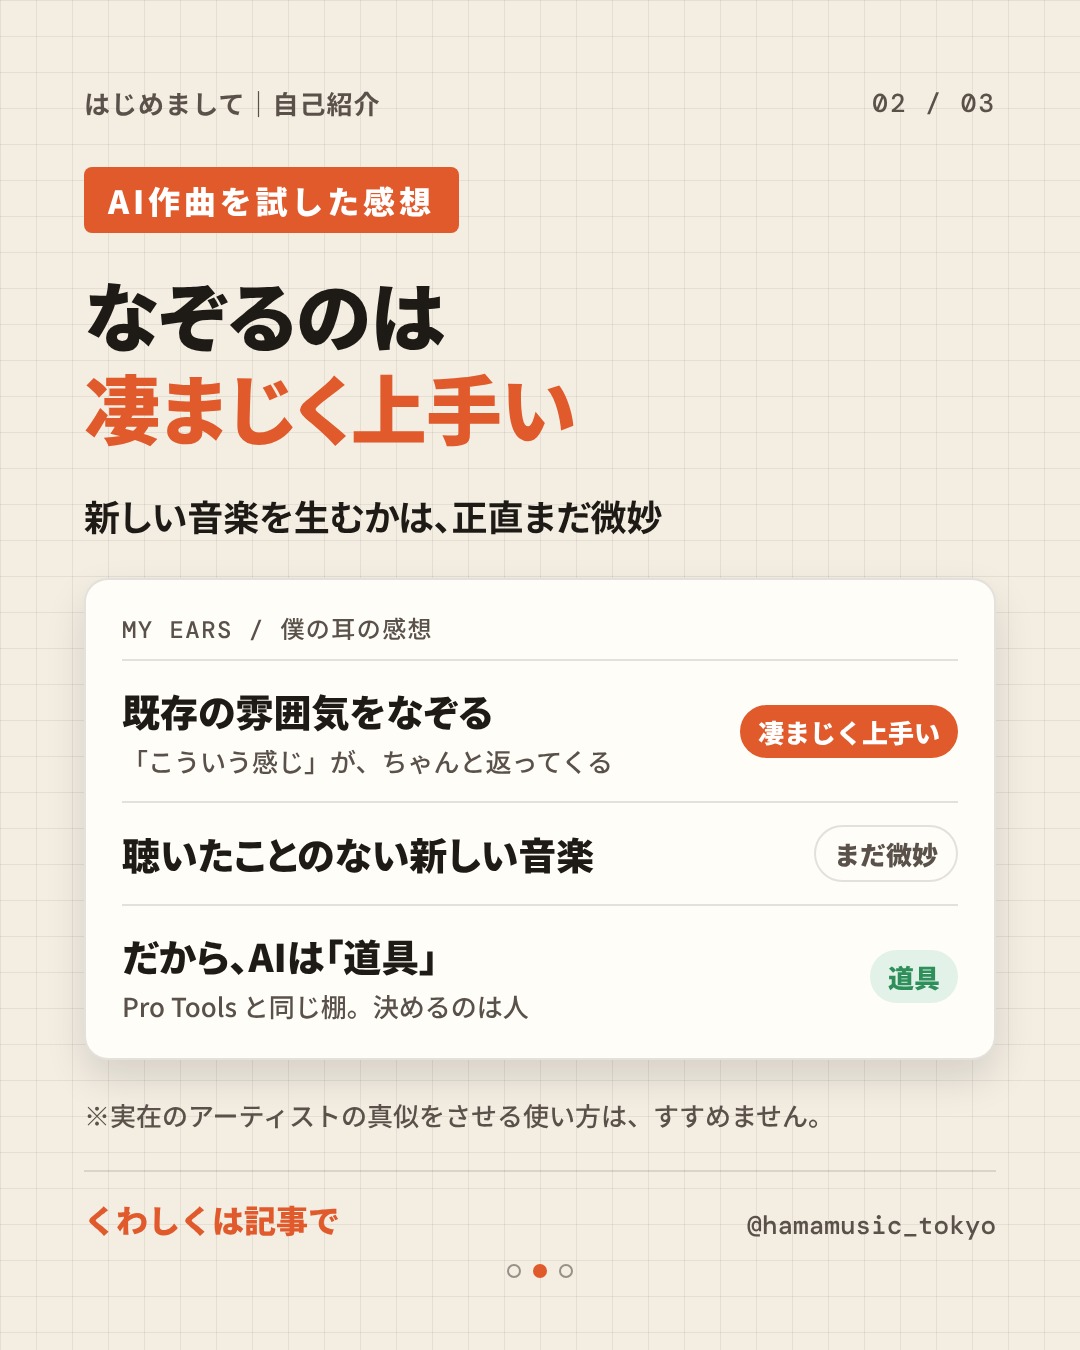 はじめまして｜自己紹介
02 / 03
AI作曲を試した感想
なぞるのは
凄まじく上手い
新しい音楽を生むかは、正直まだ微妙
MY EARS / 僕の耳の感想
既存の雰囲気をなぞる
凄まじく上手い
「こういう感じ」が、ちゃんと返ってくる
聴いたことのない新しい音楽
まだ微妙
だから、AIは「道具」
道具
Pro Tools と同じ棚。決めるのは人
※実在のアーティストの真似をさせる使い方は、すすめません。
くわしくは記事で
@hamamusic_tokyo